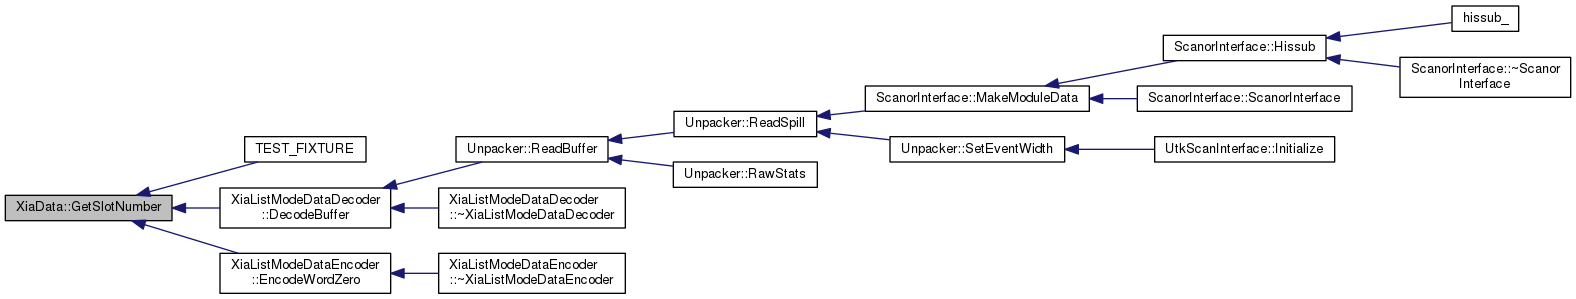 hissub_
ScanorInterface::Hissub
ScanorInterface::~Scanor
Interface
ScanorInterface::MakeModuleData
ScanorInterface::ScanorInterface
Unpacker::ReadSpill
TEST_FIXTURE
Unpacker::ReadBuffer
Unpacker::SetEventWidth
UtkScanInterface::Initialize
Unpacker::RawStats
XiaData::GetSlotNumber
XiaListModeDataDecoder
::DecodeBuffer
XiaListModeDataDecoder
::~XiaListModeDataDecoder
XiaListModeDataEncoder
::EncodeWordZero
XiaListModeDataEncoder
::~XiaListModeDataEncoder